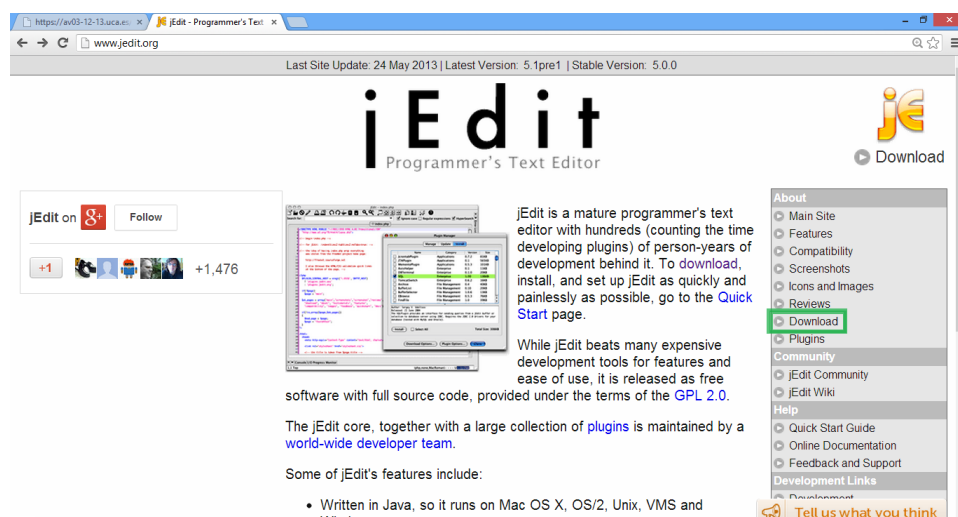 https://av03-12-13.uca.es
jEdit - Programmer's Text
www.jedit.org
Last Site Update: 24 May 2013 | Latest Version: 5.1pre1 | Stable Version: 5.0.0
jEdit
Programmer's Text Editor
Download
jEdit on g+ Follow
+1 +1,476
jEdit is a mature programmer's text
editor with hundreds (counting the time
developing plugins) of person-years of
development behind it. To download,
install, and set up jEdit as quickly and
painlessly as possible, go to the Quick
Start page.
While jEdit beats many expensive
development tools for features and
ease of use, it is released as free
software with full source code, provided under the terms of the GPL 2.0.
The jEdit core, together with a large collection of plugins is maintained by a
world-wide developer team.
Some of jEdit's features include:
• Written in Java, so it runs on Mac OS X, OS/2, Unix, VMS and
About
Main Site
Features
Compatibility
Screenshots
Icons and Images
Reviews
Download
Plugins
Community
jEdit Community
jEdit Wiki
Help
Quick Start Guide
Online Documentation
Feedback and Support
Development Links
Development
Tell us what you think